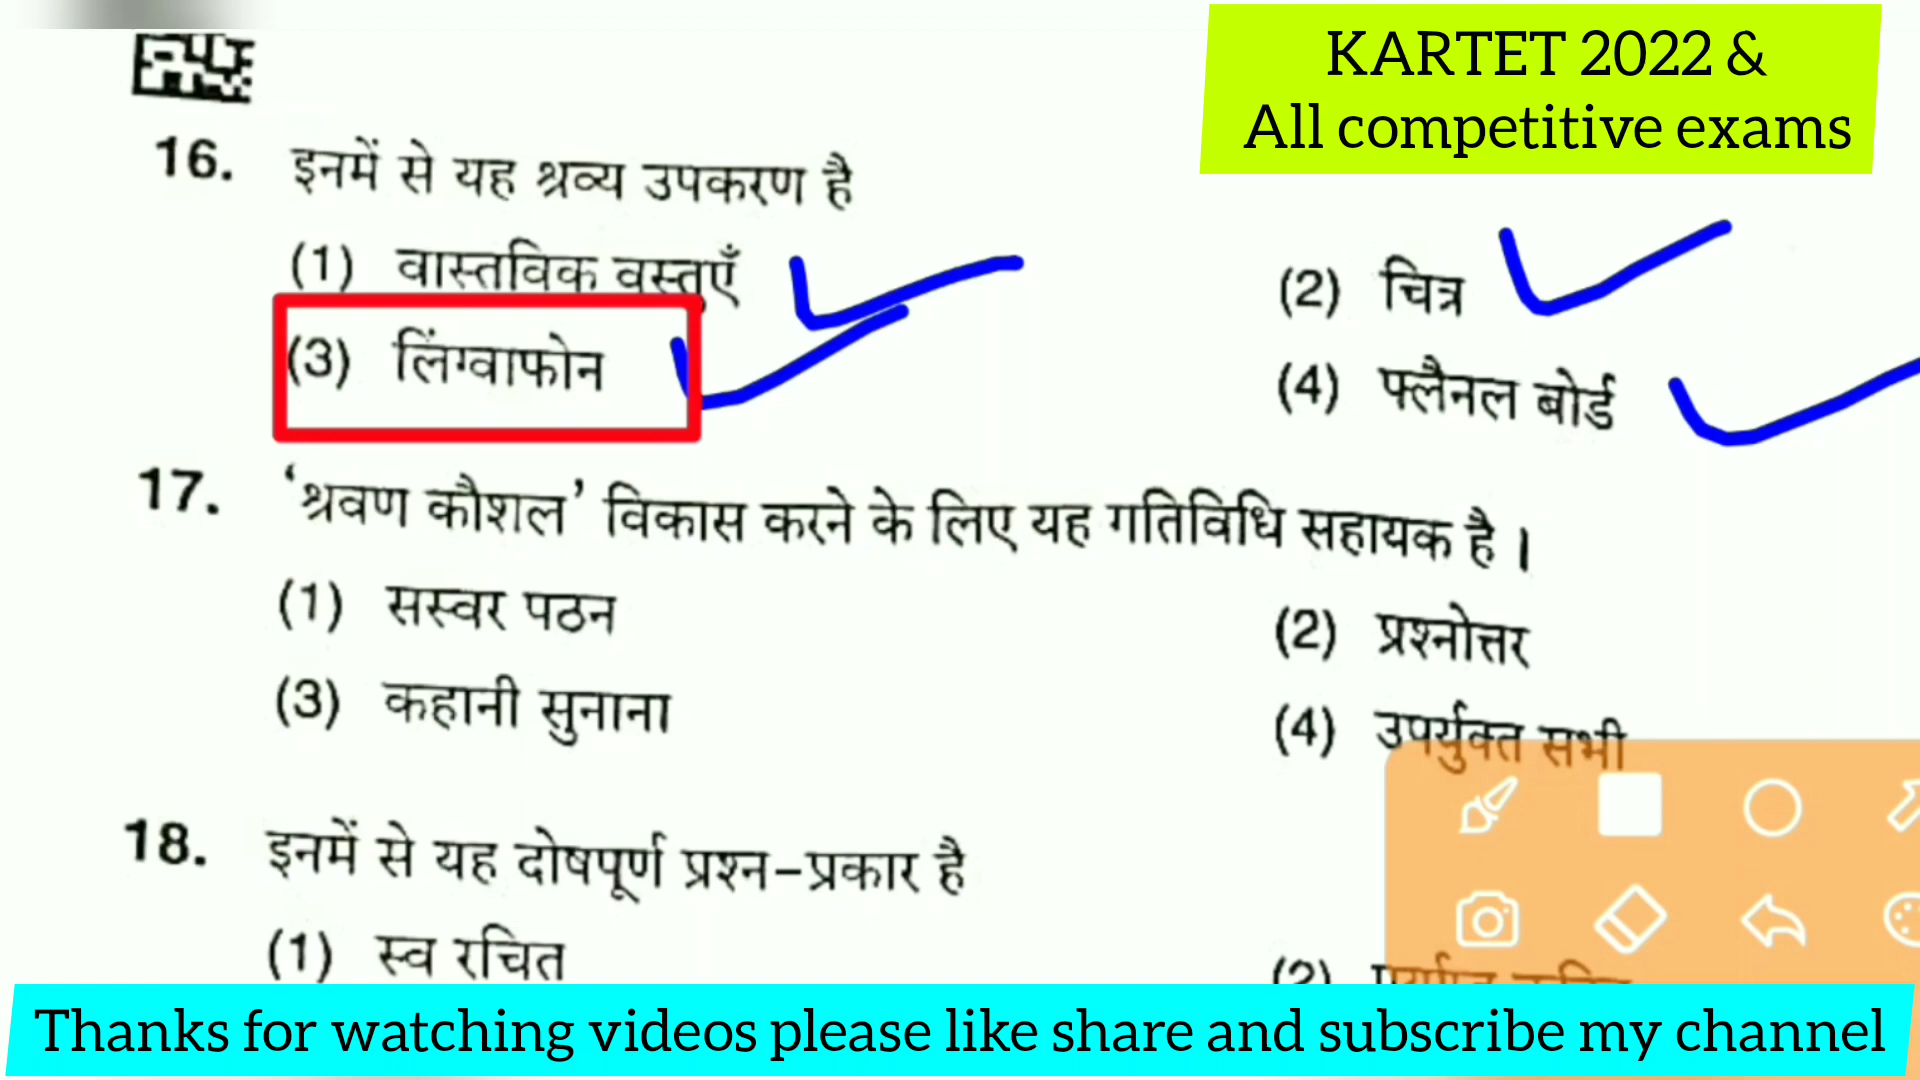 KARTET 2022 &
All competitive exams
16. इनमें से यह श्रव्य उपकरण है
(1) वास्तविक वस्तुएँ
(2) चित्र
(3) लिंग्वाफोन
(4) फ्लैनल बोर्ड
17. ‘श्रवण कौशल’ विकास करने के लिए यह गतिविधि सहायक है ।
(1) सस्वर पठन
(2) प्रश्नोत्तर
(3) कहानी सुनाना
(4) उपर्युक्त सभी
18. इनमें से यह दोषपूर्ण प्रश्न–प्रकार है
(1) स्व रचित
(2)
Thanks for watching videos please like share and subscribe my channel